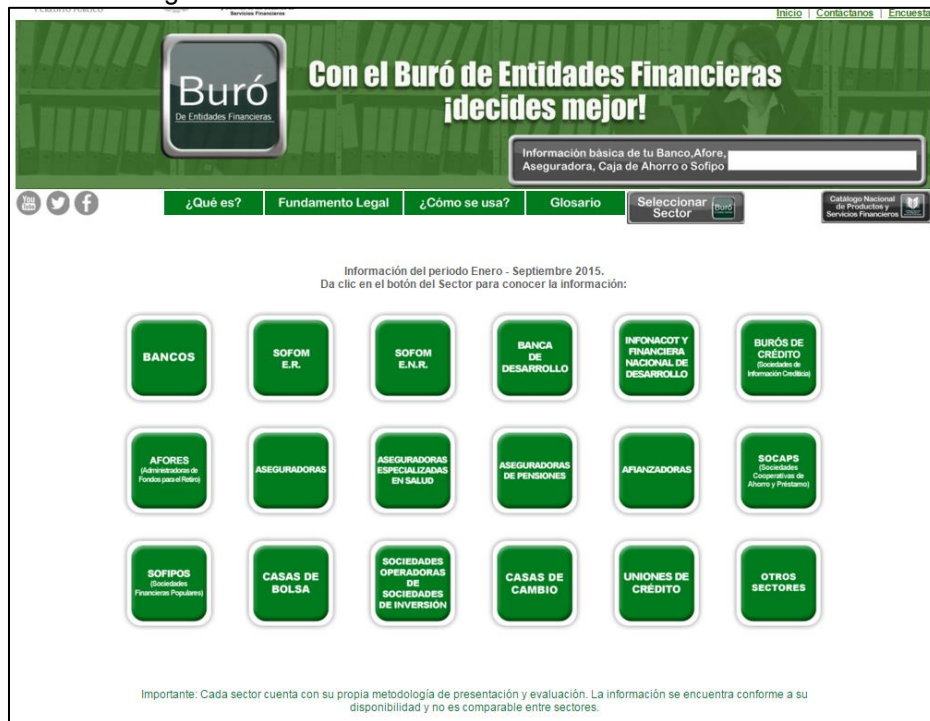 Servicios Financieros
Inicio | Contáctanos | Encuesta
Buró
De Entidades Financieras
Con el Buró de Entidades Financieras
¡decides mejor!
Información básica de tu Banco,Afore,
Aseguradora, Caja de Ahorro o Sofipo
You
Tube
¿Qué es?
Fundamento Legal
¿Cómo se usa?
Glosario
Seleccionar
Sector
Buró
Catálogo Nacional
de Productos y
Servicios Financieros
Información del periodo Enero - Septiembre 2015.
Da clic en el botón del Sector para conocer la información:
BANCOS
SOFOM
E.R.
SOFOM
E.N.R.
BANCA
DE
DESARROLLO
INFONACOT Y
FINANCIERA
NACIONAL DE
DESARROLLO
BURÓS DE
CRÉDITO
(Sociedades de
Información Crediticia)
AFORES
(Administradoras de
Fondos para el Retiro)
ASEGURADORAS
ASEGURADORAS
ESPECIALIZADAS
EN SALUD
ASEGURADORAS
DE PENSIONES
AFIANZADORAS
SOCAPS
(Sociedades
Cooperativas de
Ahorro y Préstamo)
SOFIPOS
(Sociedades
Financieras Populares)
CASAS DE
BOLSA
SOCIEDADES
OPERADORAS
DE
SOCIEDADES
DE INVERSIÓN
CASAS DE
CAMBIO
UNIONES DE
CRÉDITO
OTROS
SECTORES
Importante: Cada sector cuenta con su propia metodología de presentación y evaluación. La información se encuentra conforme a su
disponibilidad y no es comparable entre sectores.